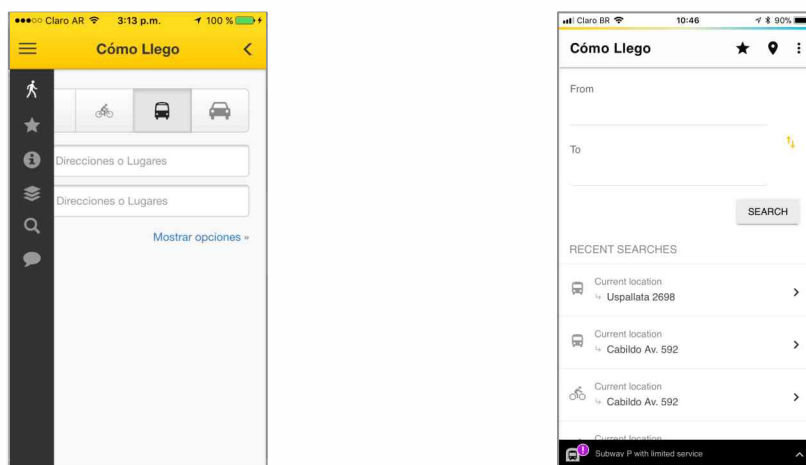 Claro AR 3:13 p.m. 100 %
Cómo Llego
Direcciones o Lugares
Direcciones o Lugares
Mostrar opciones »
Claro BR 10:46 90%
Cómo Llego
From
To
SEARCH
RECENT SEARCHES
Current location
Uspallata 2698
Current location
Cabildo Av. 592
Current location
Cabildo Av. 592
Current location
Subway P with limited service